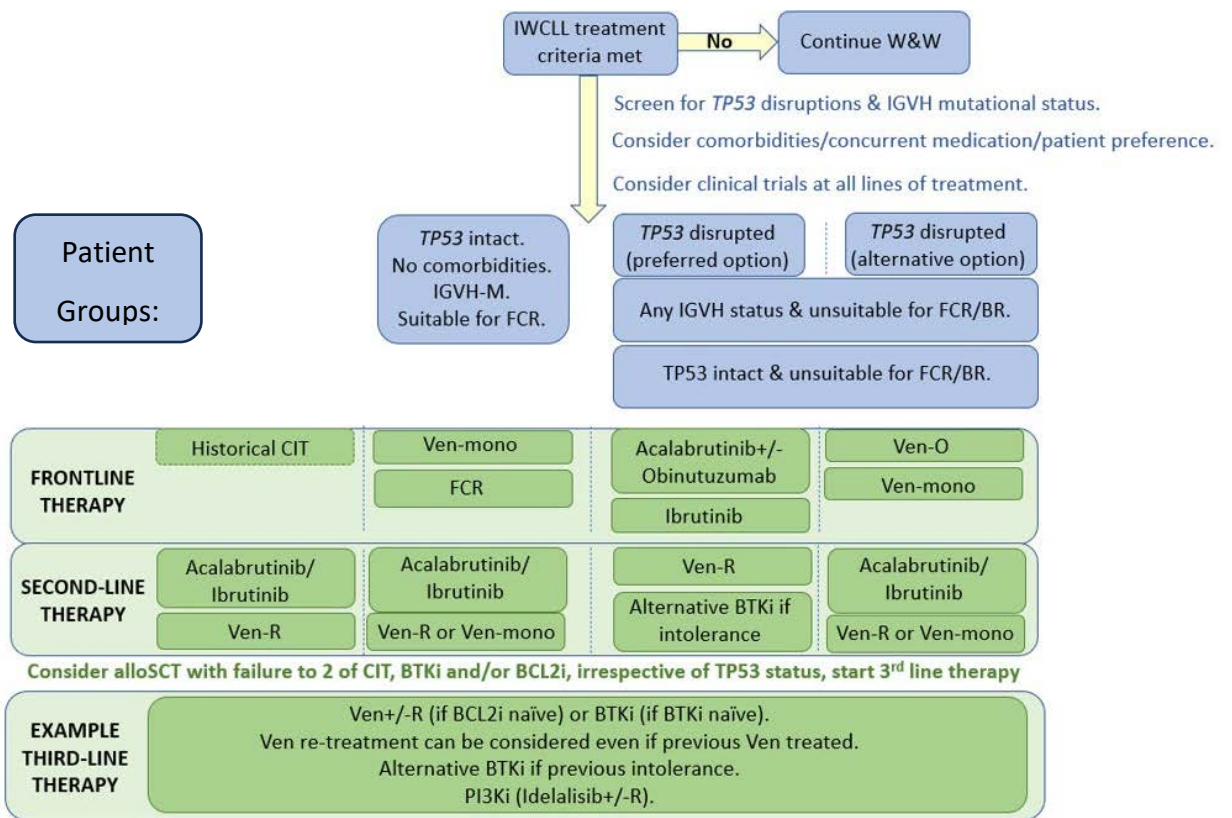 IWCLL treatment
criteria met
No
Continue W&W
Screen for TP53 disruptions & IGVH mutational status.
Consider comorbidities/concurrent medication/patient preference.
Consider clinical trials at all lines of treatment.
Patient
Groups:
TP53 intact.
No comorbidities.
IGVH-M.
Suitable for FCR.
TP53 disrupted
(preferred option)
TP53 disrupted
(alternative option)
Any IGVH status & unsuitable for FCR/BR.
TP53 intact & unsuitable for FCR/BR.
FRONTLINE
THERAPY
Historical CIT
Ven-mono
FCR
Acalabrutinib+/-
Obinutuzumab
Ibrutinib
Ven-O
Ven-mono
SECOND-LINE
THERAPY
Acalabrutinib/
Ibrutinib
Ven-R
Acalabrutinib/
Ibrutinib
Ven-R or Ven-mono
Ven-R
Alternative BTKi if
intolerance
Acalabrutinib/
Ibrutinib
Ven-R or Ven-mono
Consider alloSCT with failure to 2 of CIT, BTKi and/or BCL2i, irrespective of TP53 status, start 3rd line therapy
EXAMPLE
THIRD-LINE
THERAPY
Ven+/-R (if BCL2i naïve) or BTKi (if BTKi naïve).
Ven re-treatment can be considered even if previous Ven treated.
Alternative BTKi if previous intolerance.
PI3Ki (Idelalisib+/-R).